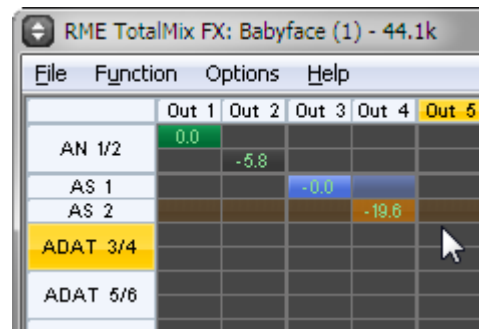 RME TotalMix FX: Babyface (1) - 44.1k
File Function Options Help
Out 1 Out 2 Out 3 Out 4 Out 5
AN 1/2 0.0
-5.8
AS 1 -0.0
AS 2 -19.6
ADAT 3/4
ADAT 5/6